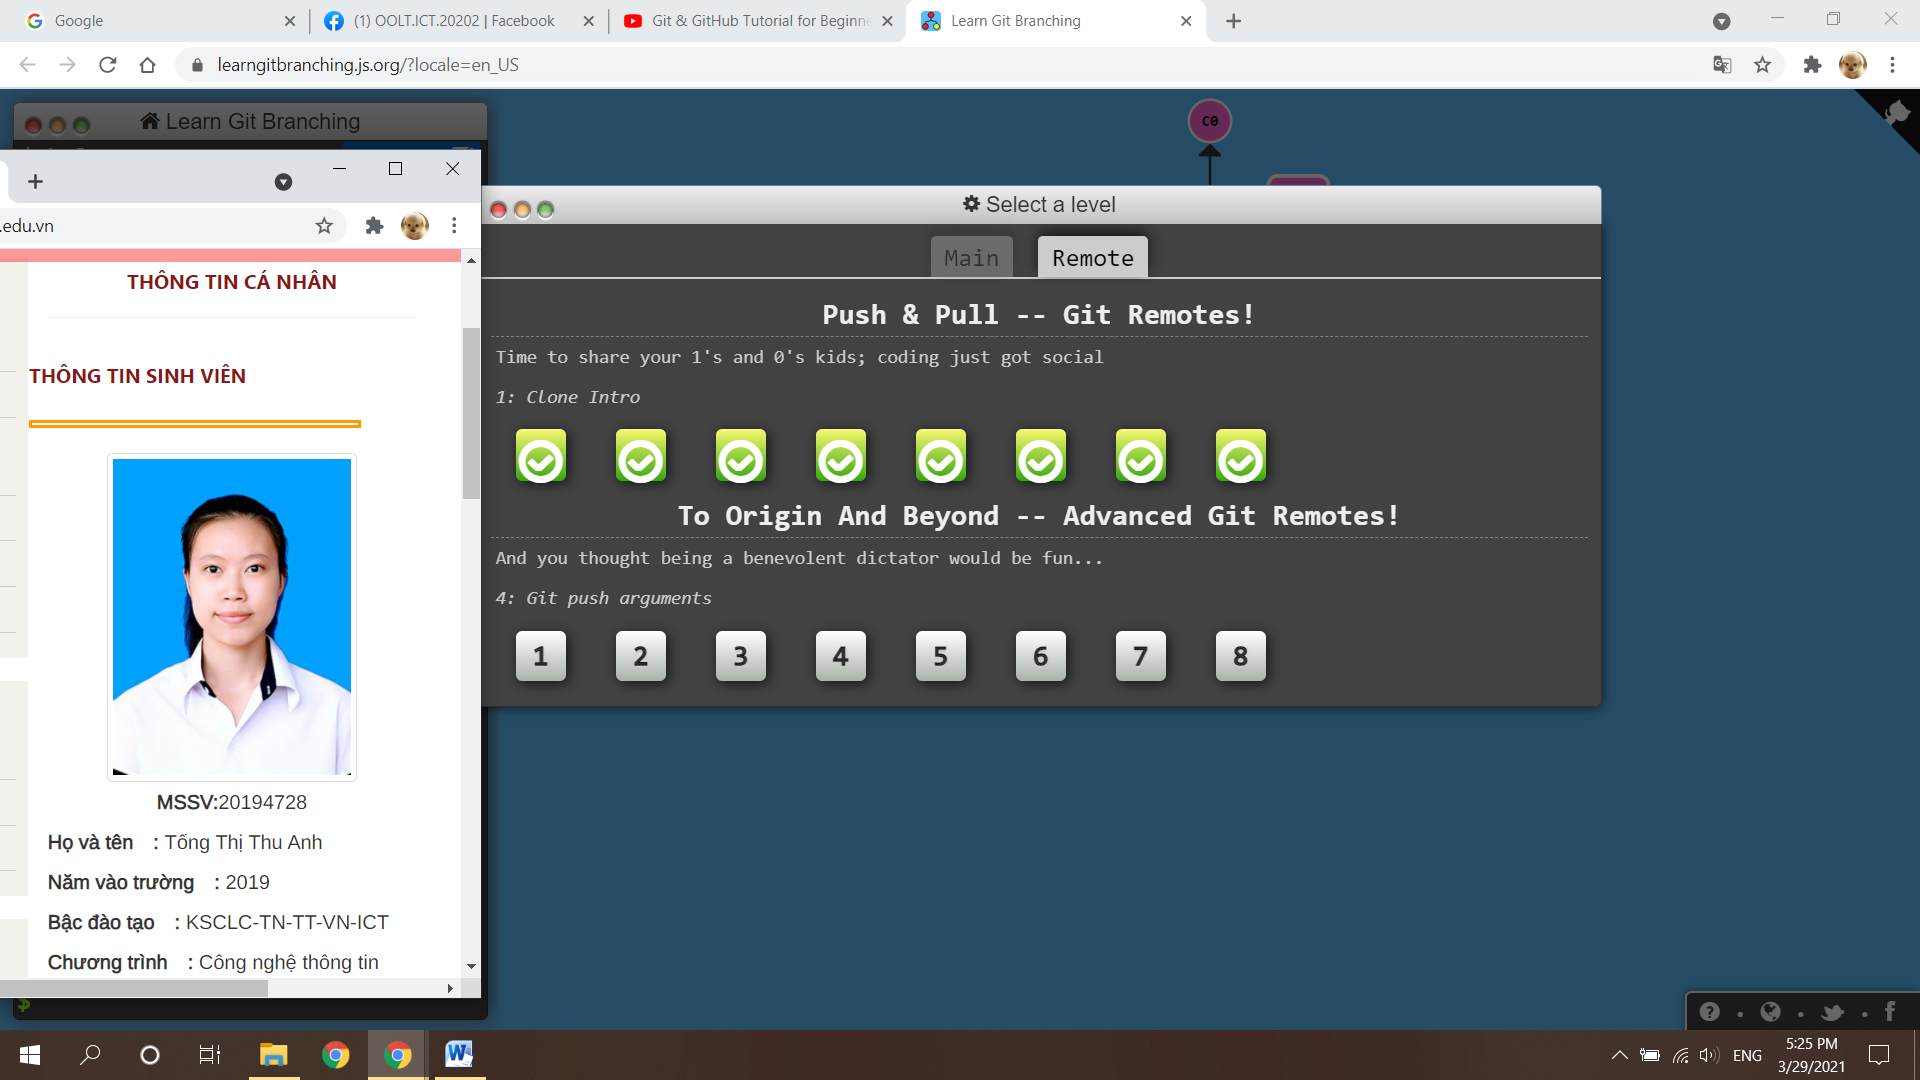 Google
(1) OOLT.ICT.20202 | Facebook
Git & GitHub Tutorial for Beginne
Learn Git Branching
learngitbranching.js.org/?locale=en_US
Learn Git Branching
C0
.edu.vn
THÔNG TIN CÁ NHÂN
THÔNG TIN SINH VIÊN
MSSV:20194728
Họ và tên : Tống Thị Thu Anh
Năm vào trường : 2019
Bậc đào tạo : KSCLC-TN-TT-VN-ICT
Chương trình : Công nghệ thông tin
$
Select a level
Main
Remote
Push & Pull -- Git Remotes!
Time to share your 1's and 0's kids; coding just got social
1: Clone Intro
To Origin And Beyond -- Advanced Git Remotes!
And you thought being a benevolent dictator would be fun...
4: Git push arguments
1 2 3 4 5 6 7 8
ENG
5:25 PM
3/29/2021